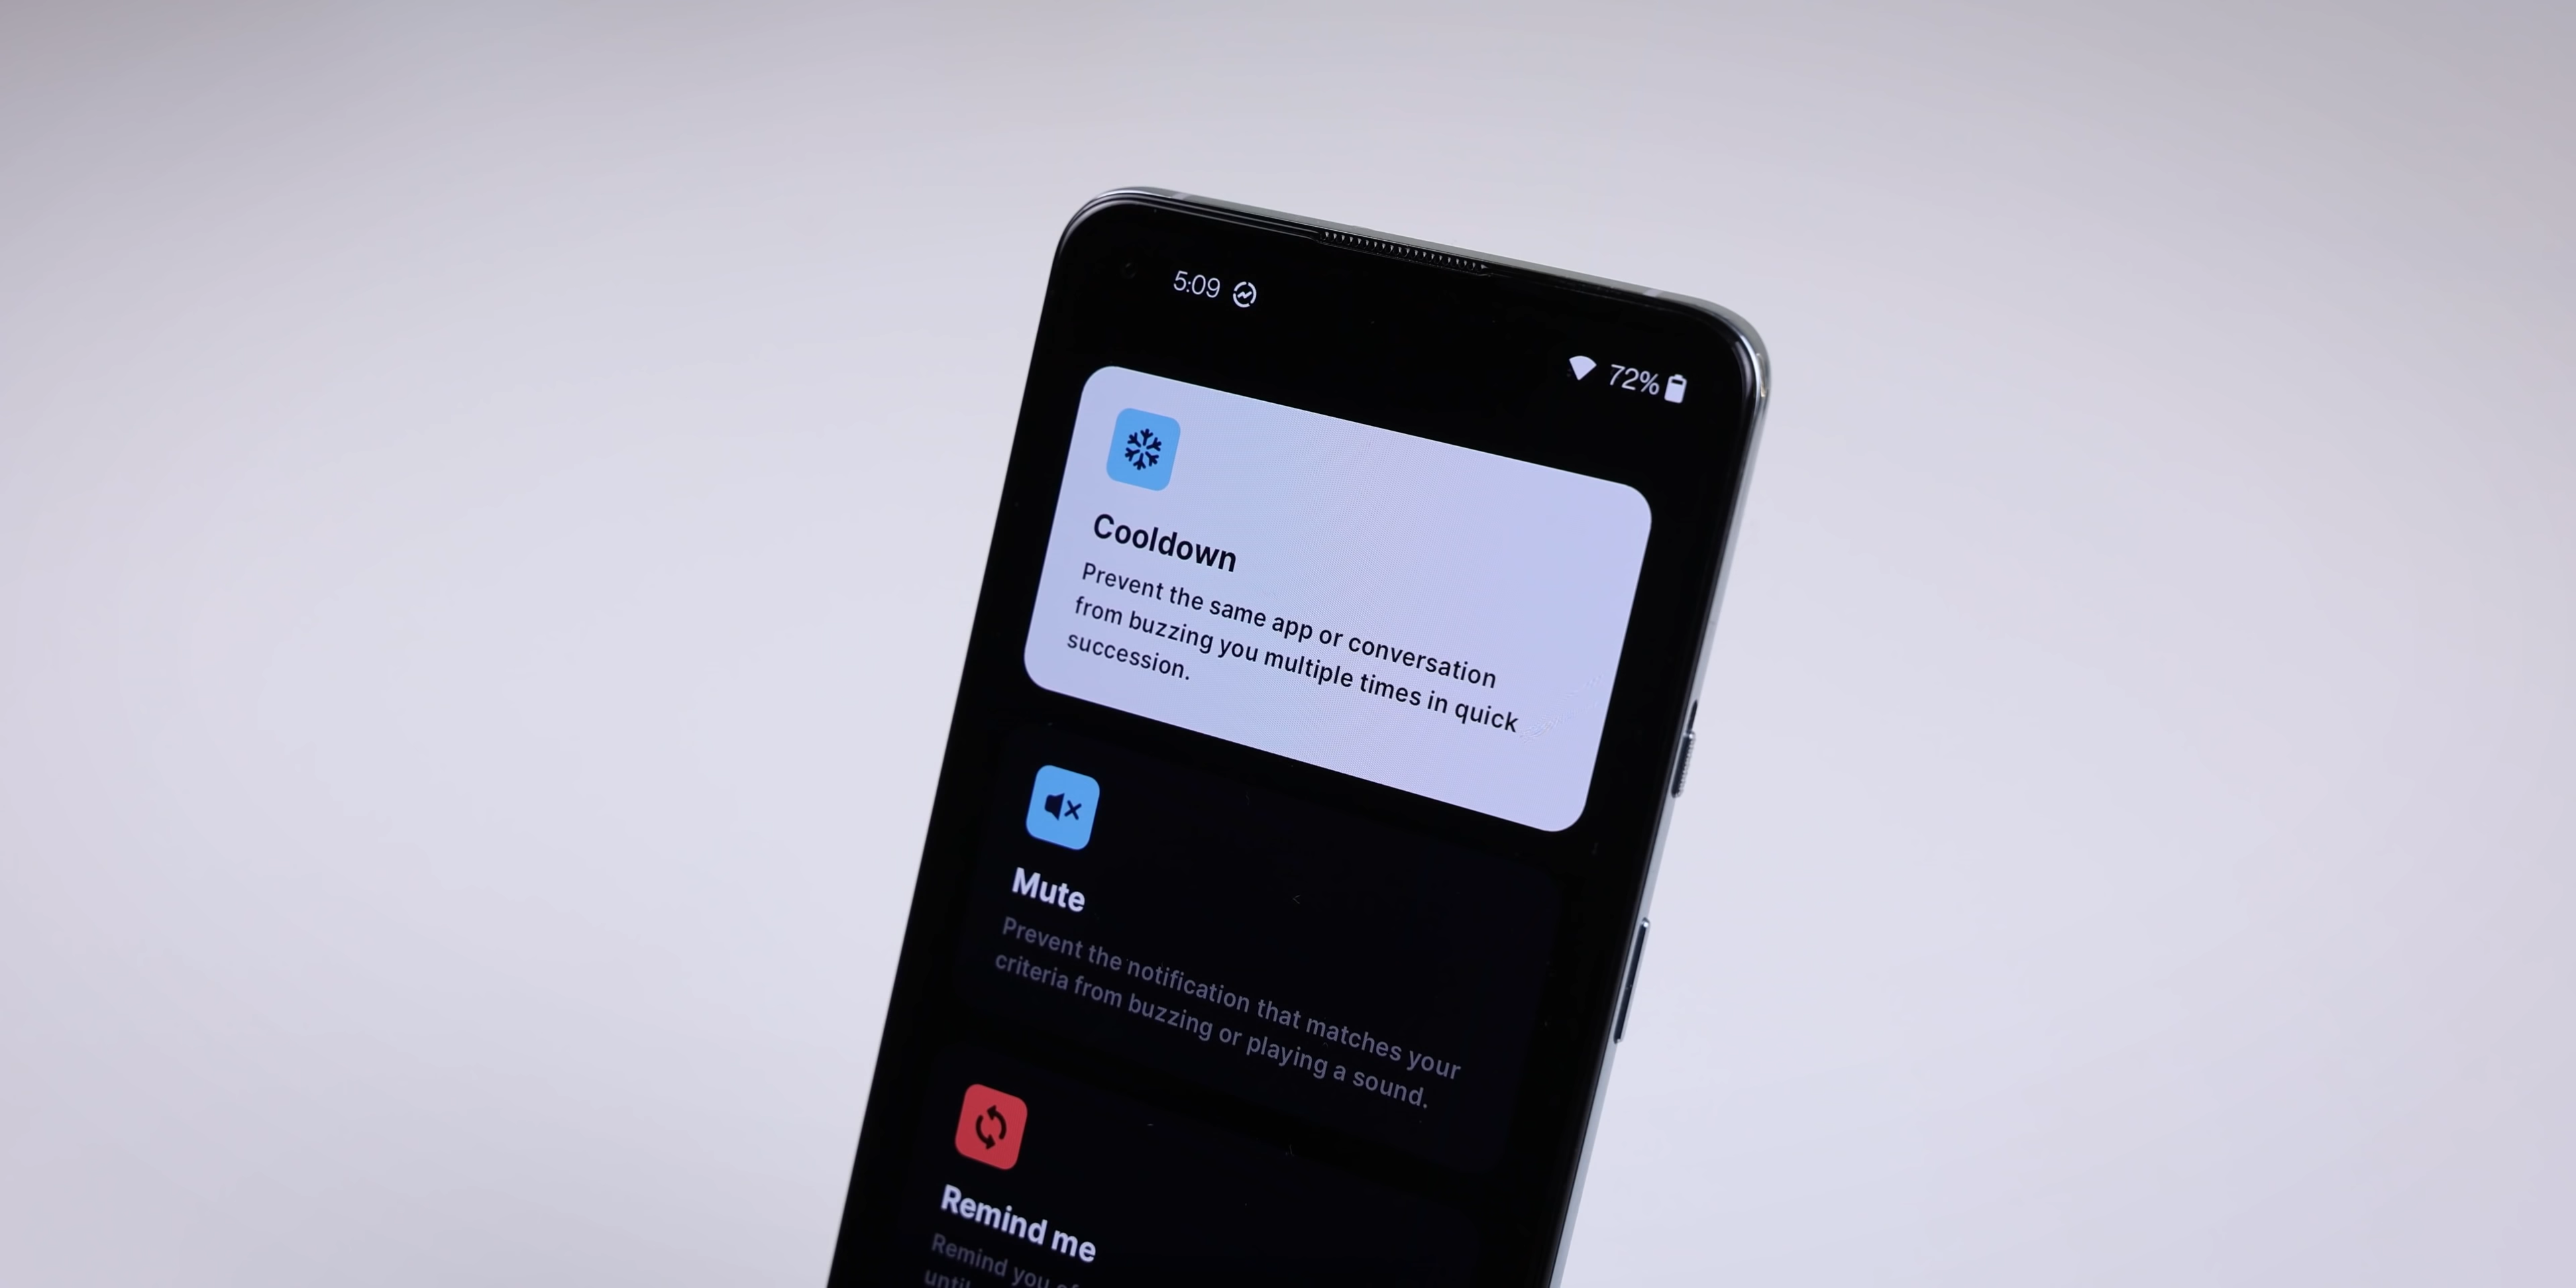 5:09
72%
Cooldown
Prevent the same app or conversation
from buzzing you multiple times in quick
succession.
Mute
Prevent the notification that matches your
criteria from buzzing or playing a sound.
Remind me
Remind you
until